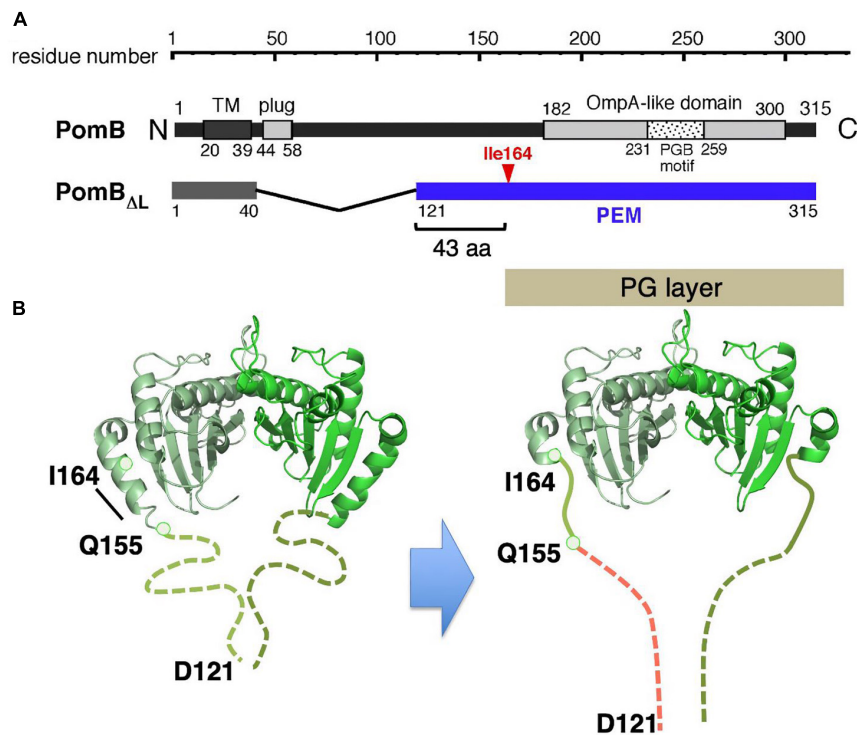 A
1 50 100 150 200 250 300
residue number
1 TM plug 182 OmpA-like domain 300 315
PomB N C
20 39 44 58 231 PGB 259
motif
Ile164
PomBΔL
1 40 121 PEM 315
43 aa
PG layer
B
I164 I164
Q155 Q155
D121
D121